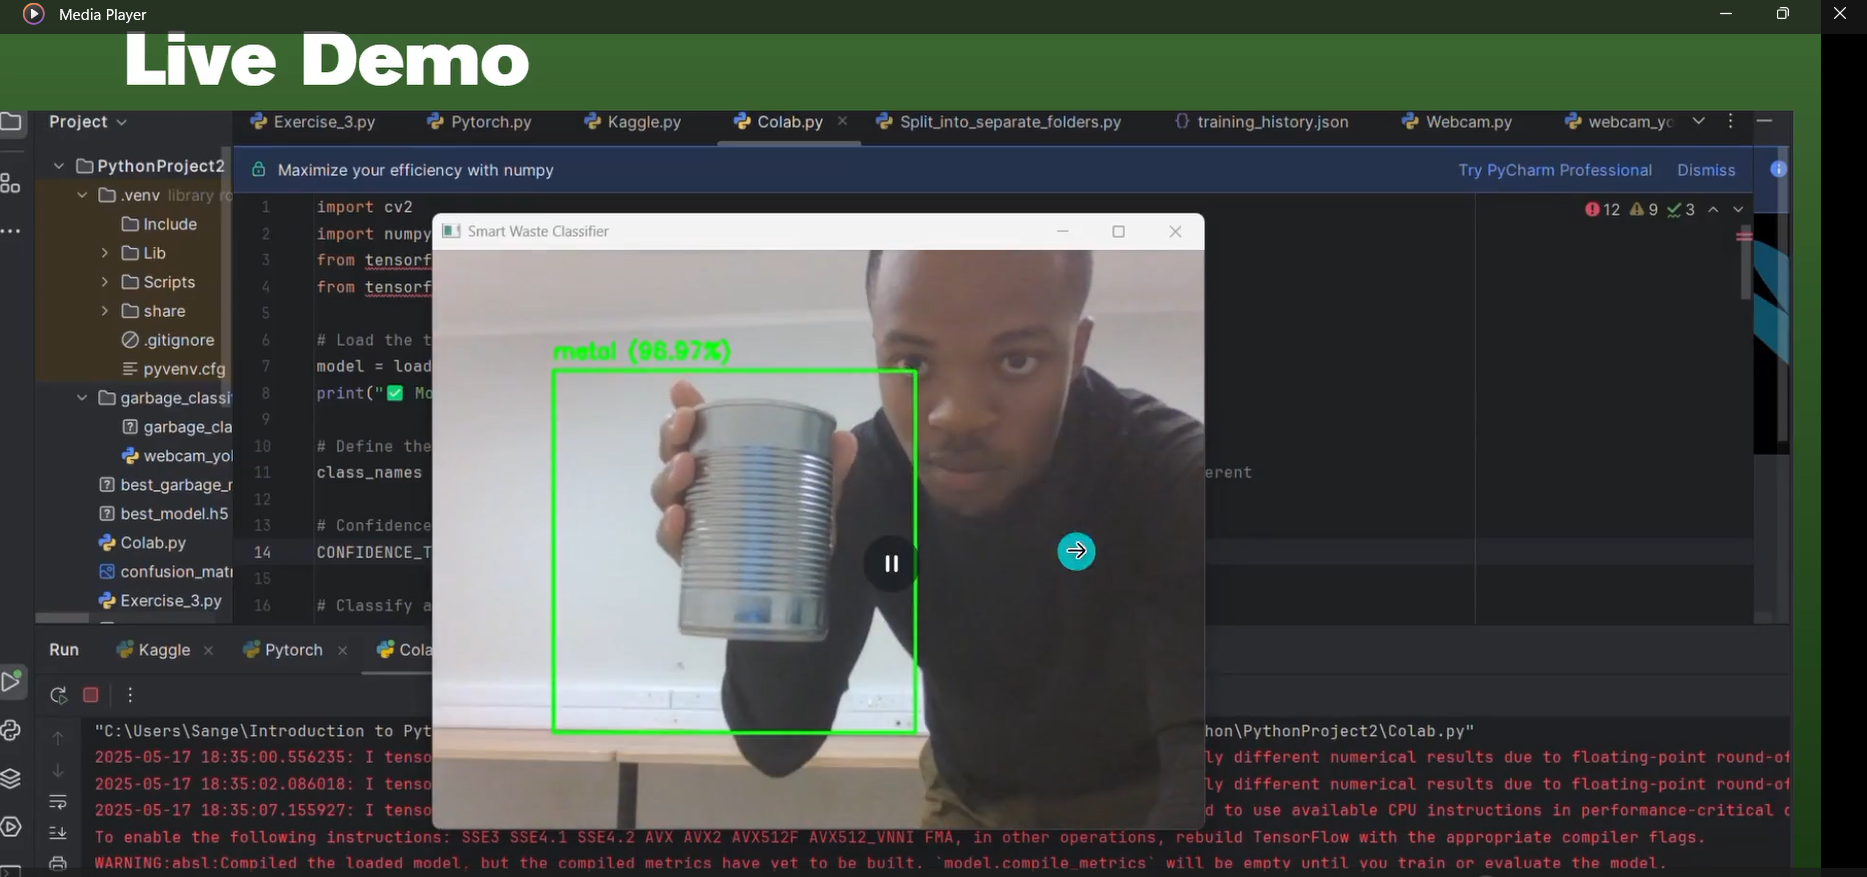 Media Player
Live Demo
Project
Exercise_3.py Pytorch.py Kaggle.py Colab.py Split_into_separate_folders.py training_history.json Webcam.py webcam_yo
PythonProject2
Maximize your efficiency with numpy Try PyCharm Professional Dismiss
.venv library ro
Include
Lib
Scripts
share
.gitignore
pyvenv.cfg
garbage_classi
garbage_cla
webcam_yol
best_garbage_
best_model.h5
Colab.py
confusion_mat
Exercise_3.py
12 9 3
1 import cv2
2 import numpy
3 from tensorf
4 from tensorf
5
6 # Load the t
7 model = load
8 print("✅ Mo
9
10 # Define the
11 class_names erent
12
13 # Confidence
14 CONFIDENCE_T
15
16 # Classify a
Smart Waste Classifier
metal (96.97%)
Run Kaggle Pytorch Cola
"C:\Users\Sange\Introduction to Pyt hon\PythonProject2\Colab.py"
2025-05-17 18:35:00.556235: I tenso ly different numerical results due to floating-point round-of
2025-05-17 18:35:02.086018: I tenso ly different numerical results due to floating-point round-of
2025-05-17 18:35:07.155927: I tenso d to use available CPU instructions in performance-critical o
To enable the following instructions: SSE3 SSE4.1 SSE4.2 AVX AVX2 AVX512F AVX512_VNNI FMA, in other operations, rebuild TensorFlow with the appropriate compiler flags.
WARNING:absl:Compiled the loaded model, but the compiled metrics have yet to be built. `model.compile_metrics` will be empty until you train or evaluate the model.